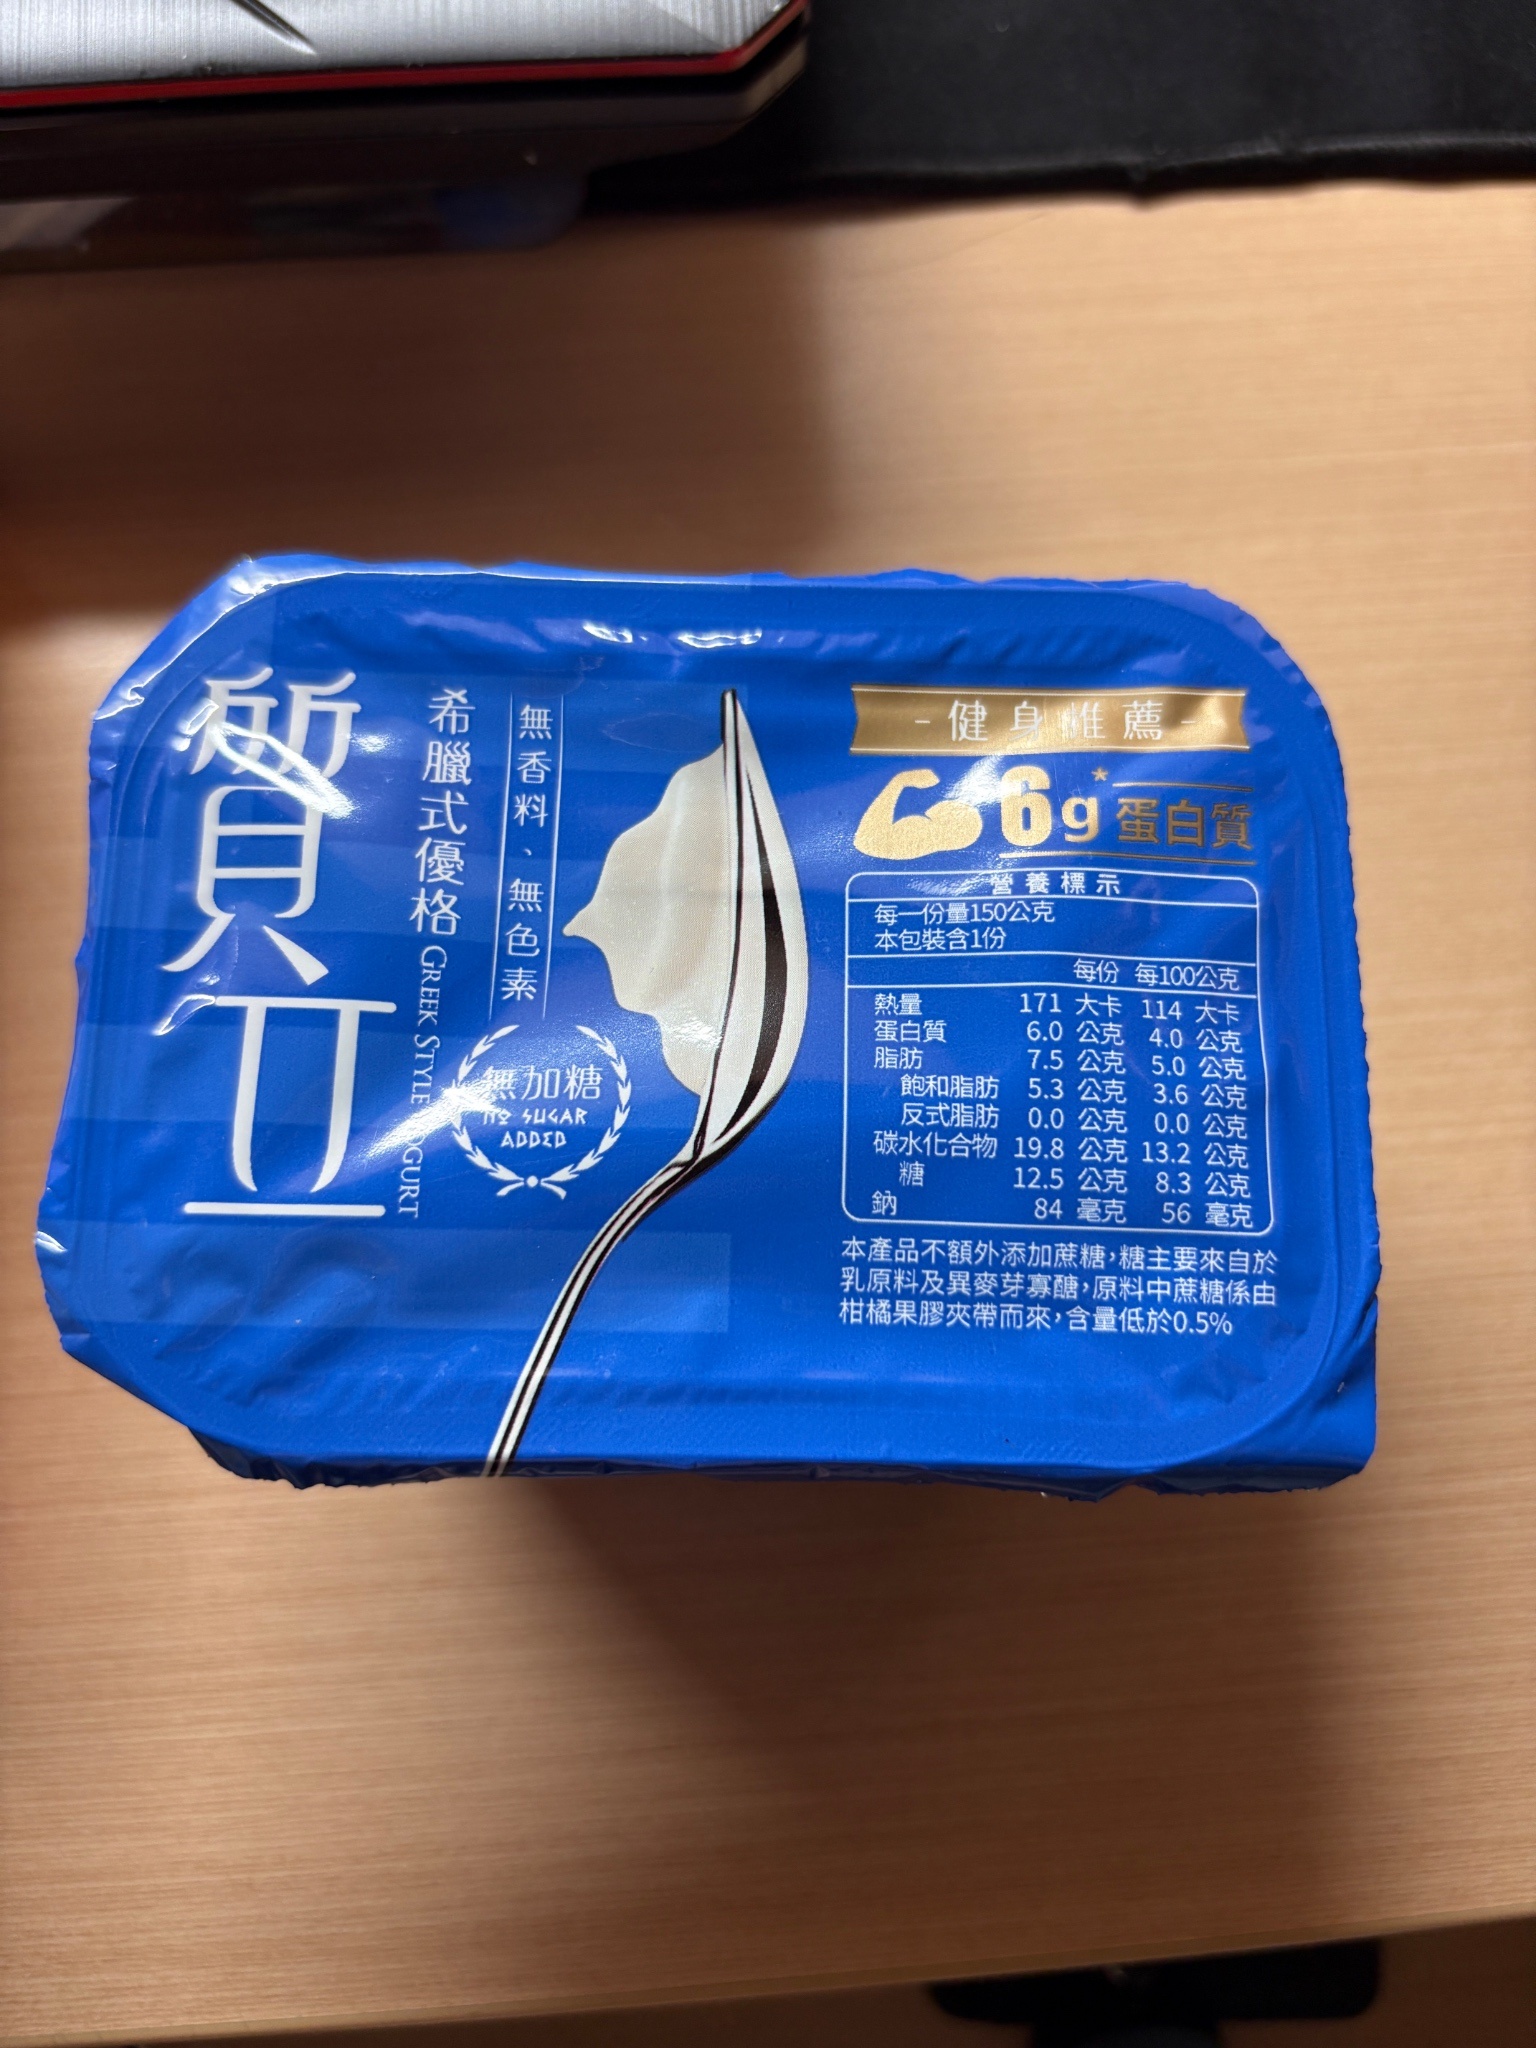 質立
希臘式優格 GREEK STYLE YOGURT
無香料、無色素
無加糖
NO SUGAR
ADDED
-健身推薦-
6g*蛋白質
營養標示
每一份量150公克
本包裝含1份
每份 每100公克
熱量 171 大卡 114 大卡
蛋白質 6.0 公克 4.0 公克
脂肪 7.5 公克 5.0 公克
飽和脂肪 5.3 公克 3.6 公克
反式脂肪 0.0 公克 0.0 公克
碳水化合物 19.8 公克 13.2 公克
糖 12.5 公克 8.3 公克
鈉 84 毫克 56 毫克
本產品不額外添加蔗糖，糖主要來自於
乳原料及異麥芽寡醣，原料中蔗糖係由
柑橘果膠夾帶而來，含量低於0.5%